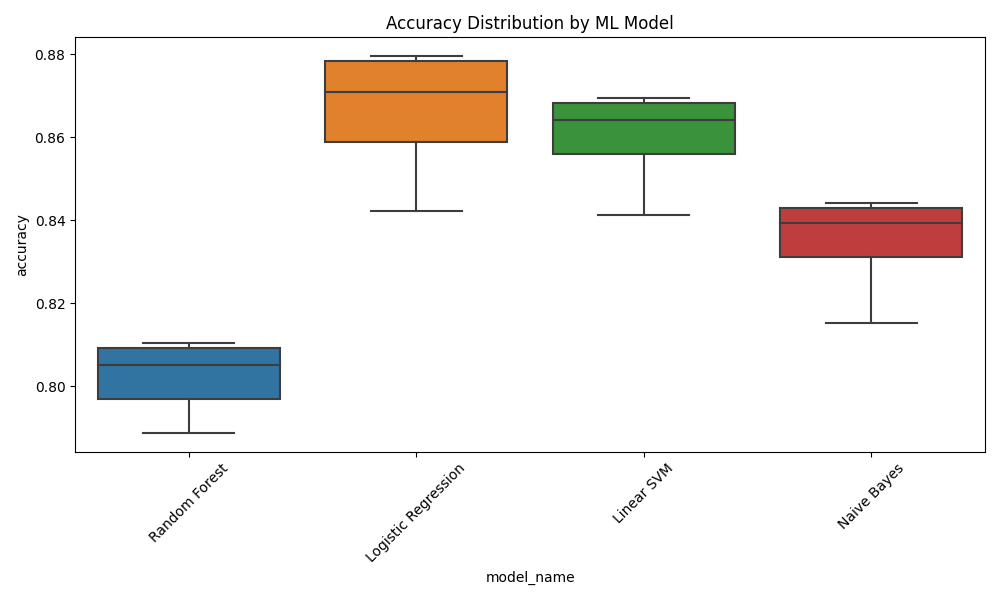 Accuracy Distribution by ML Model
accuracy
0.88
0.86
0.84
0.82
0.80
Random Forest
Logistic Regression
Linear SVM
Naive Bayes
model_name